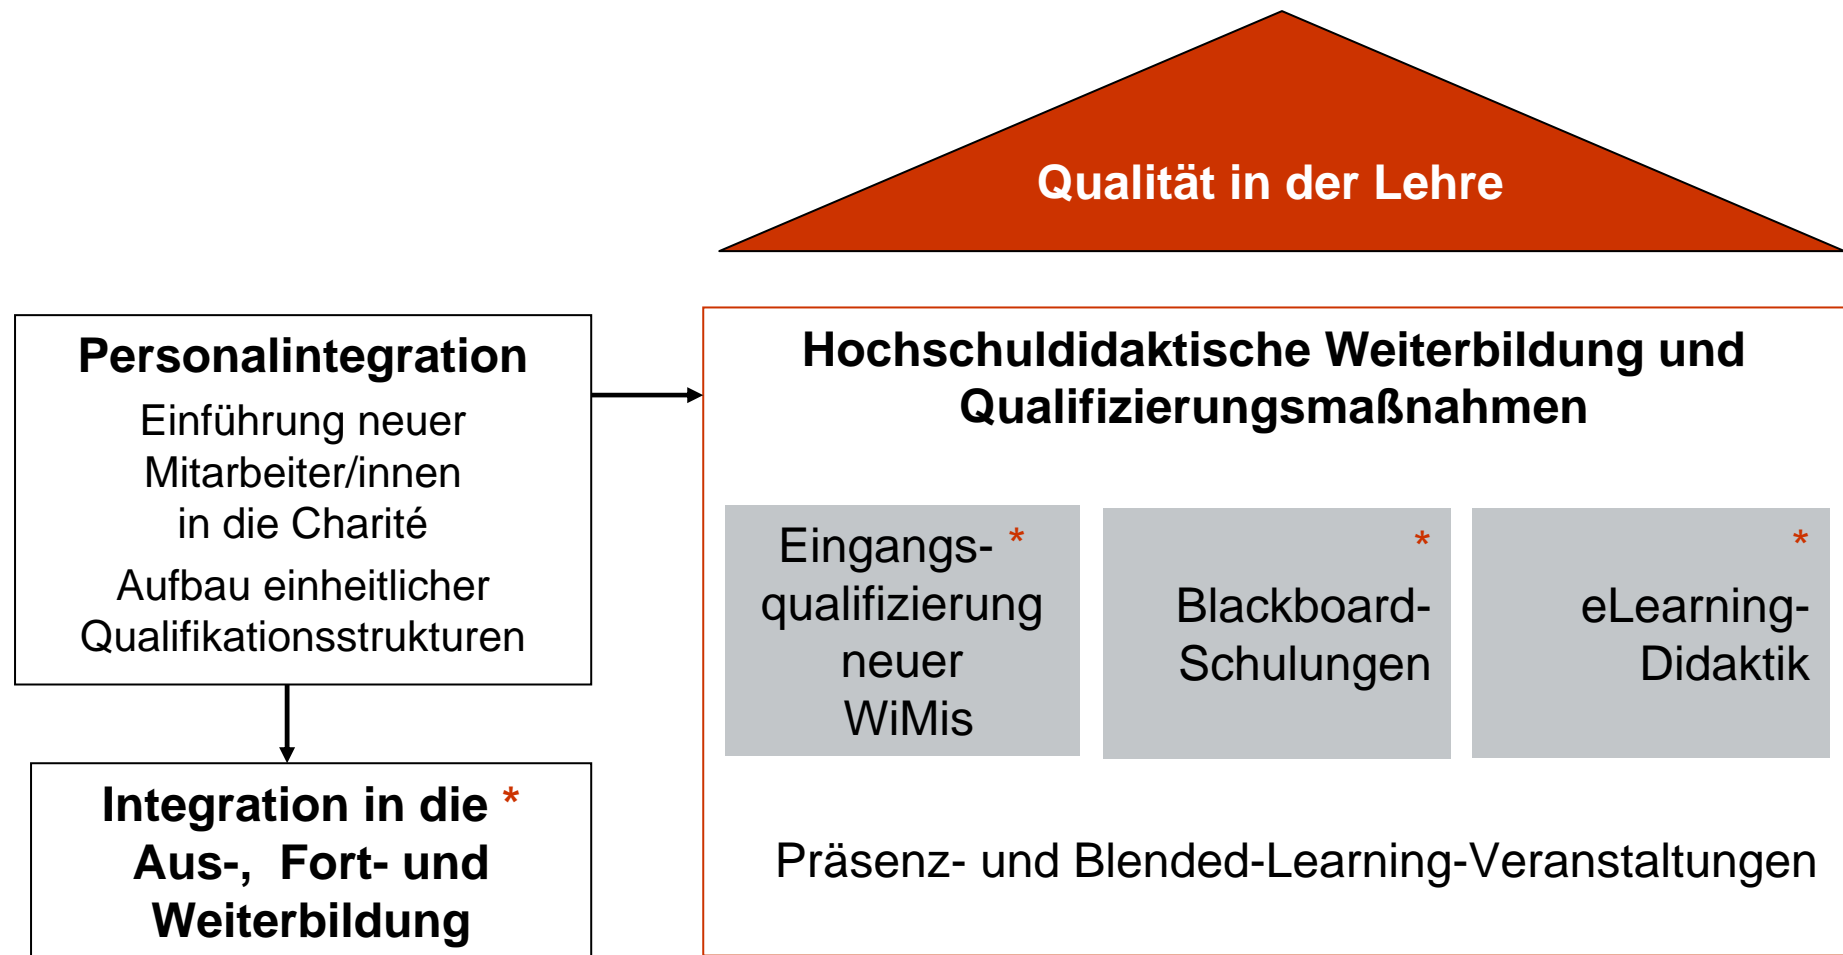 Qualität in der Lehre
Personalintegration
Einführung neuer
Mitarbeiter/innen
in die Charité
Aufbau einheitlicher
Qualifikationsstrukturen
Integration in die *
Aus-, Fort- und
Weiterbildung
Hochschuldidaktische Weiterbildung und
Qualifizierungsmaßnahmen
Eingangs- *
qualifizierung
neuer
WiMis
*
Blackboard-
Schulungen
*
eLearning-
Didaktik
Präsenz- und Blended-Learning-Veranstaltungen